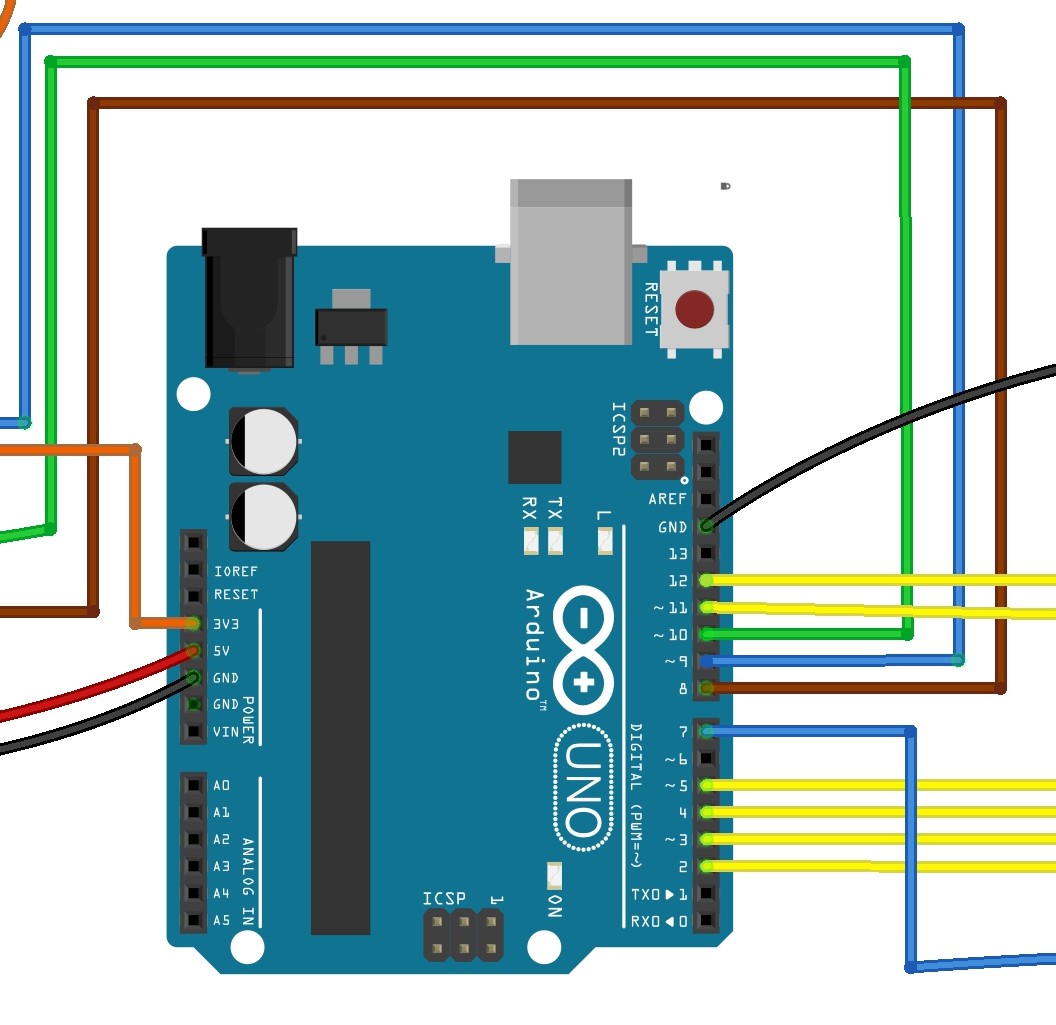 RESET
ICSP2
AREF
GND
13
12
~11
~10
~9
8
RX
TX
L
IOREF
RESET
3V3
5V
GND
GND
VIN
POWER
Arduino™
UNO
DIGITAL (PWM=~)
7
~6
~5
4
~3
2
TX0▶1
RX0◀0
A0
A1
A2
A3
A4
A5
ANALOG IN
ICSP
1
ON